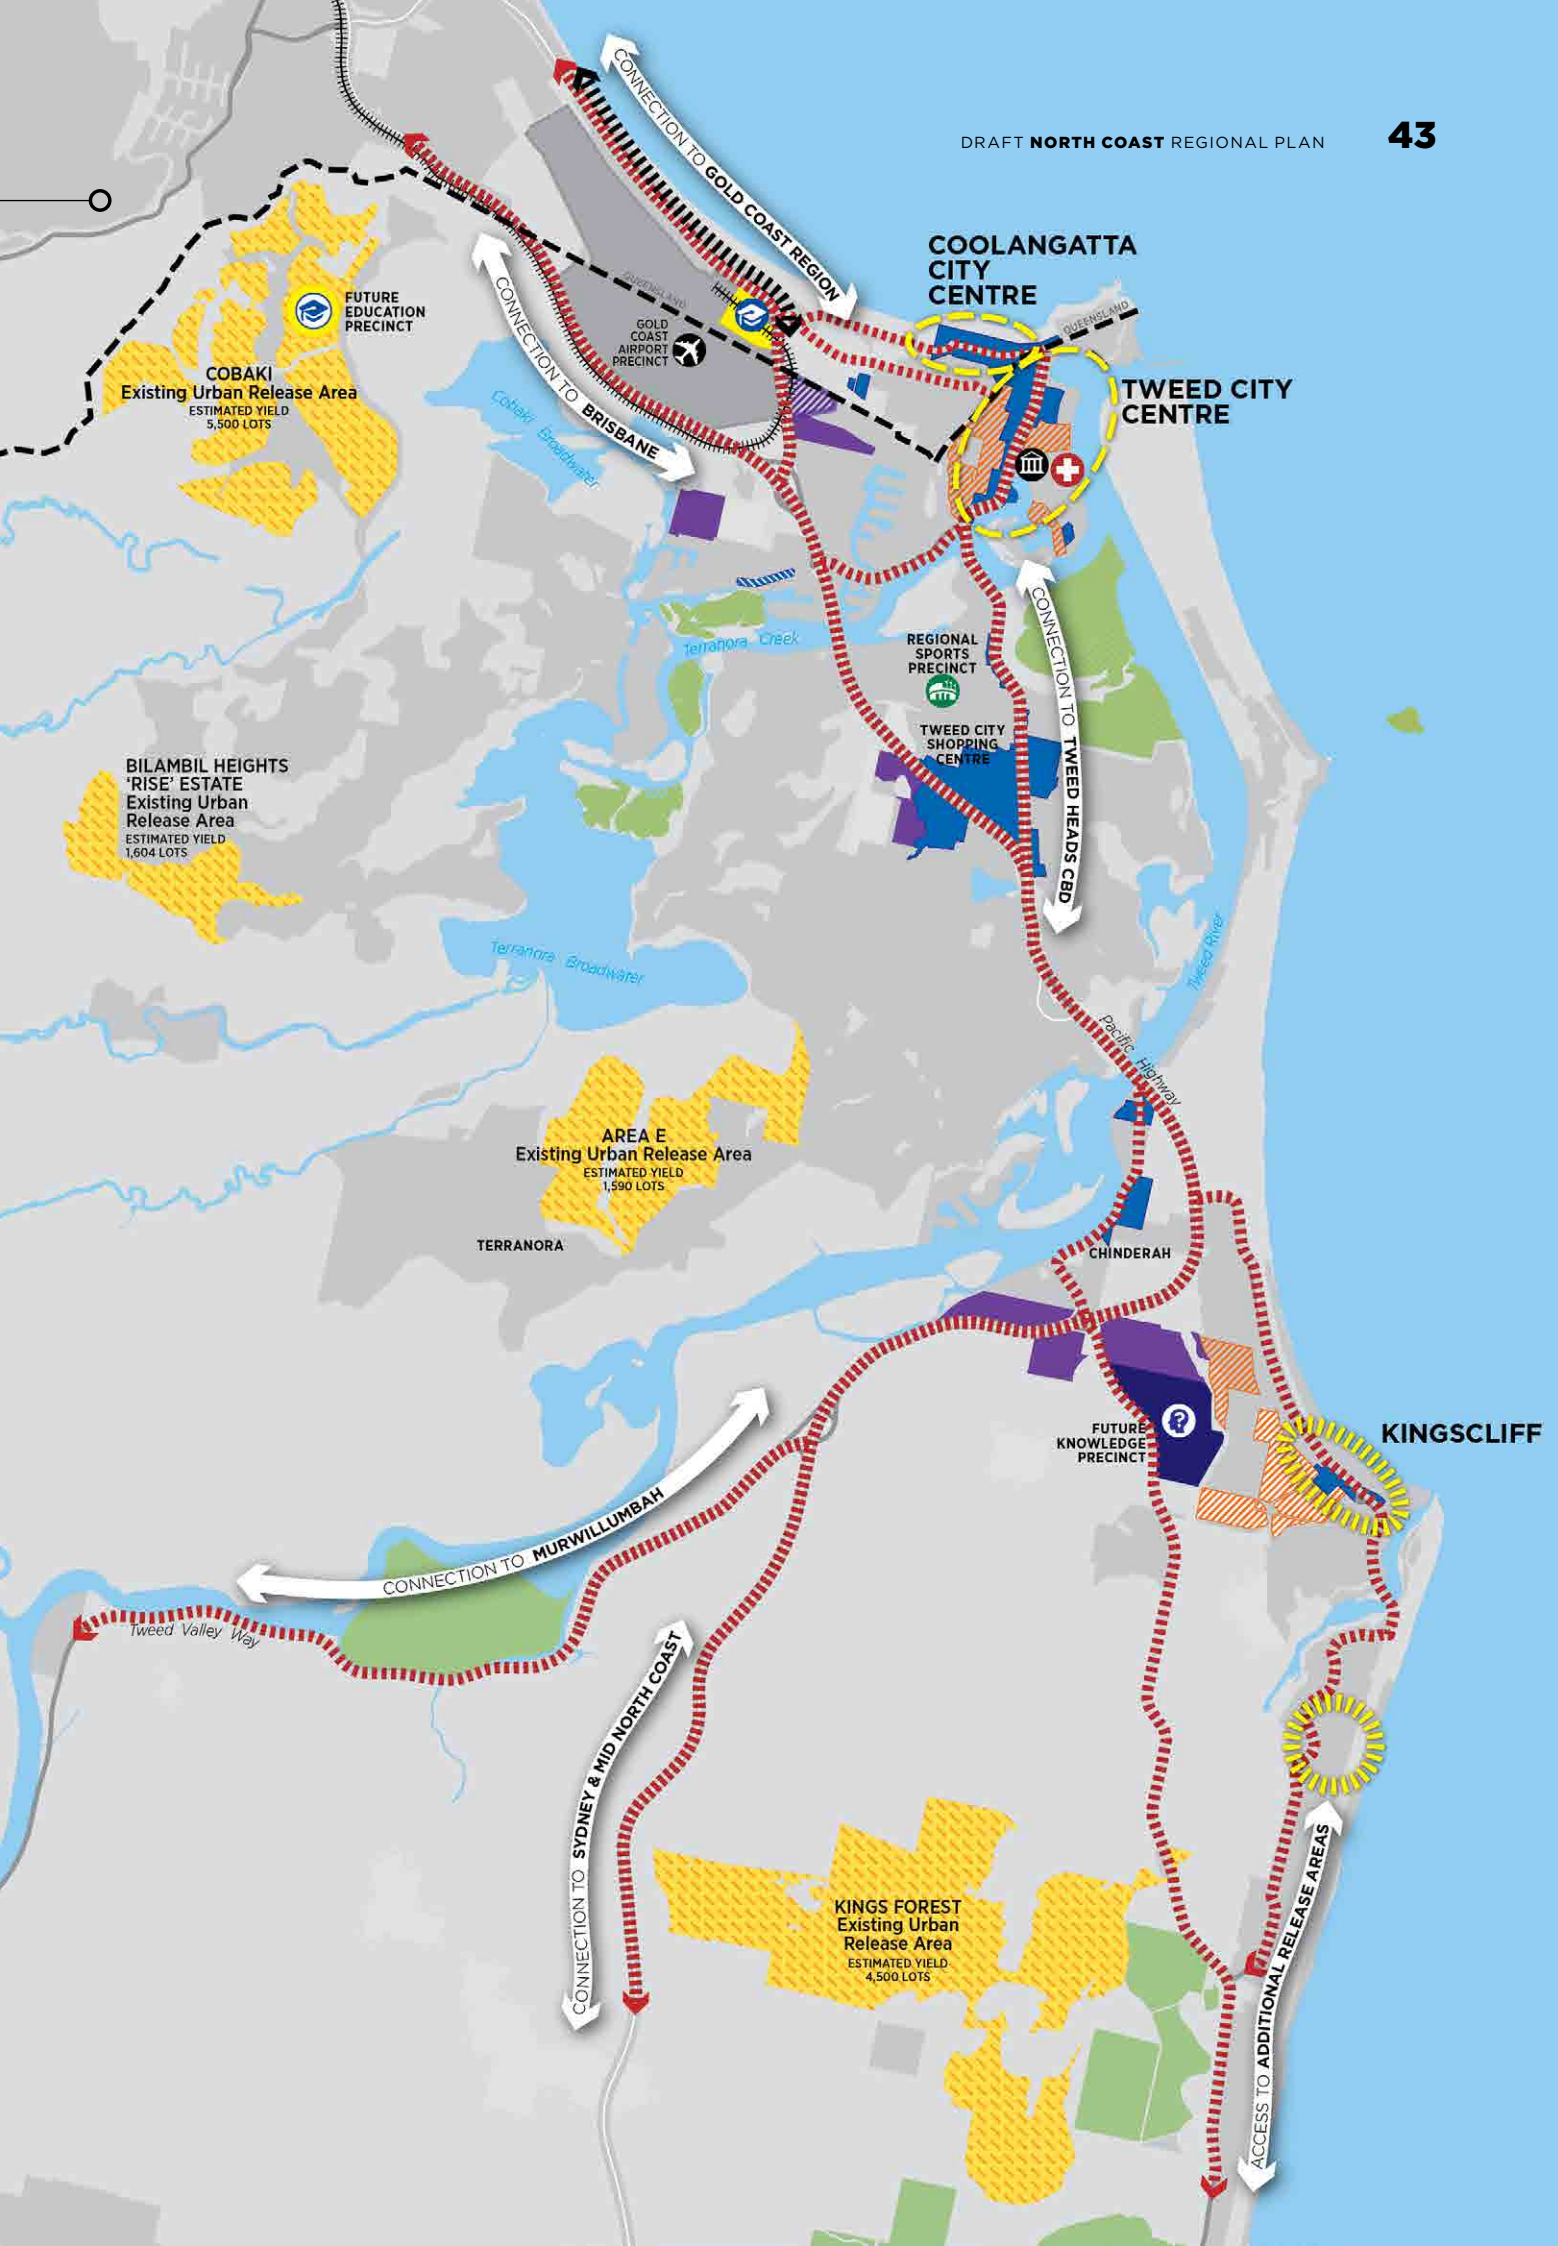 DRAFT NORTH COAST REGIONAL PLAN 43
CONNECTION TO GOLD COAST REGION
COOLANGATTA
CITY
CENTRE
QUEENSLAND
FUTURE
EDUCATION
PRECINCT
QUEENSLAND
GOLD
COAST
AIRPORT
PRECINCT
CONNECTION TO BRISBANE
COBAKI
Existing Urban Release Area
ESTIMATED YIELD
5,500 LOTS
TWEED CITY
CENTRE
Cobaki Broadwater
Terranora Creek
REGIONAL
SPORTS
PRECINCT
CONNECTION TO TWEED HEADS CBD
TWEED CITY
SHOPPING
CENTRE
BILAMBIL HEIGHTS
'RISE' ESTATE
Existing Urban
Release Area
ESTIMATED YIELD
1,604 LOTS
Terranora Broadwater
Tweed River
Pacific Highway
AREA E
Existing Urban Release Area
ESTIMATED YIELD
1,590 LOTS
TERRANORA
CHINDERAH
FUTURE
KNOWLEDGE
PRECINCT
KINGSCLIFF
CONNECTION TO MURWILLUMBAH
Tweed Valley Way
CONNECTION TO SYDNEY & MID NORTH COAST
KINGS FOREST
Existing Urban
Release Area
ESTIMATED YIELD
4,500 LOTS
ACCESS TO ADDITIONAL RELEASE AREAS